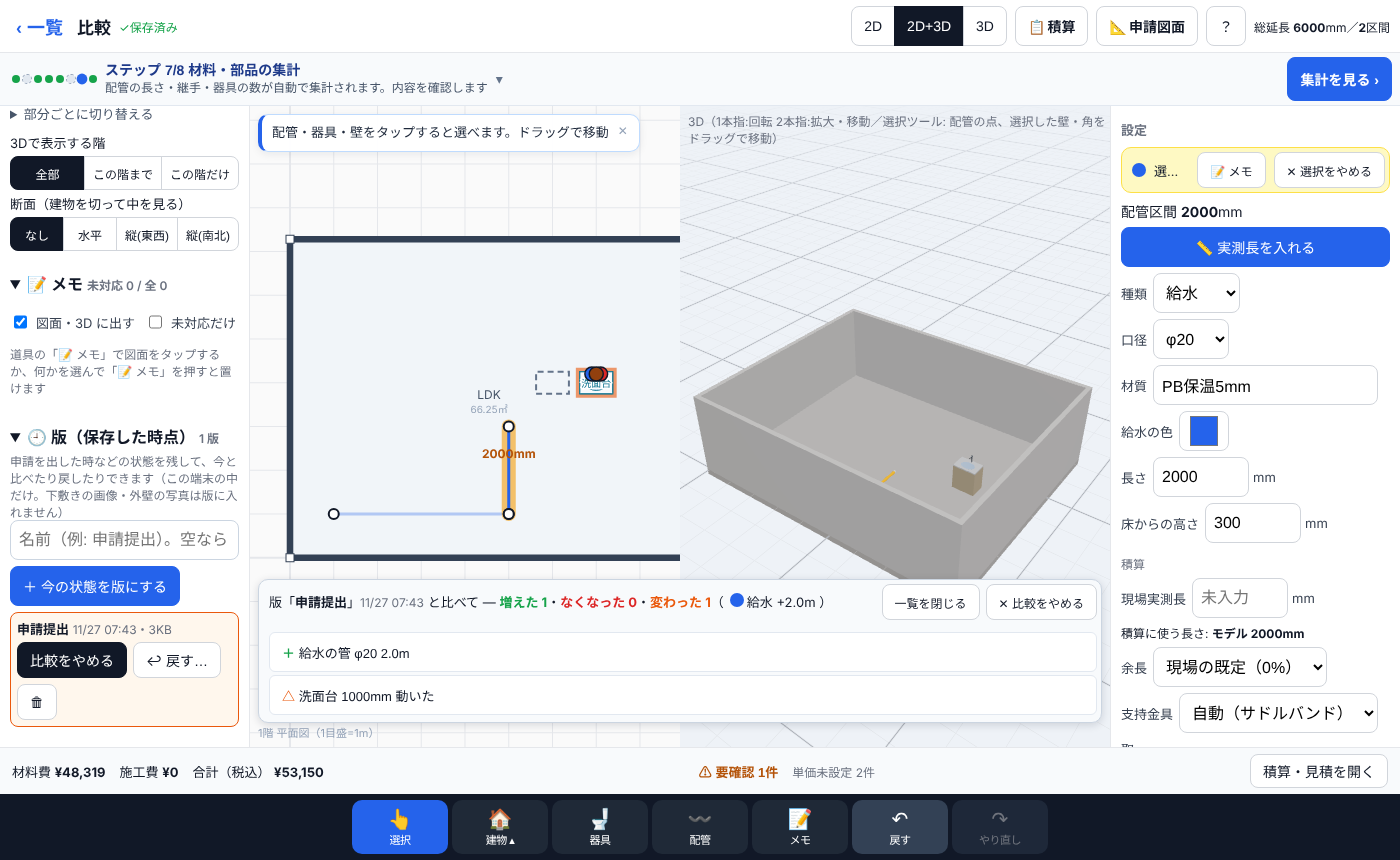 ‹ 一覧 比較 ✓保存済み
2D 2D+3D 3D 📋 積算 📐 申請図面 ? 総延長 6000mm／2区間
ステップ 7/8 材料・部品の集計
配管の長さ・継手・器具の数が自動で集計されます。内容を確認します ▼
集計を見る ›
▶ 部分ごとに切り替える
3Dで表示する階
全部 この階まで この階だけ
断面（建物を切って中を見る）
なし 水平 縦(東西) 縦(南北)
▼ 📝 メモ 未対応 0 / 全 0
図面・3D に出す 未対応だけ
道具の「📝 メモ」で図面をタップする
か、何かを選んで「📝 メモ」を押すと置
けます
▼ 🕘 版（保存した時点） 1 版
申請を出した時などの状態を残して、今と
比べたり戻したりできます（この端末の中
だけ。下敷きの画像・外壁の写真は版に入
れません）
名前（例: 申請提出）。空なら
＋ 今の状態を版にする
申請提出 11/27 07:43・3KB
比較をやめる ↩ 戻す…
🗑
配管・器具・壁をタップすると選べます。ドラッグで移動 ×
LDK
66.25㎡
洗面台
2000mm
3D（1本指:回転 2本指:拡大・移動／選択ツール: 配管の点、選択した壁・角を
ドラッグで移動）
版「申請提出」11/27 07:43 と比べて — 増えた 1・なくなった 0・変わった 1（ 給水 +2.0m ）
一覧を閉じる ✕ 比較をやめる
＋ 給水の管 φ20 2.0m
△ 洗面台 1000mm 動いた
1階 平面図（1目盛=1m）
設定
選… 📝 メモ ✕ 選択をやめる
配管区間 2000mm
📏 実測長を入れる
種類 給水
口径 φ20
材質 PB保温5mm
給水の色
長さ 2000 mm
床からの高さ 300 mm
積算
現場実測長 未入力 mm
積算に使う長さ: モデル 2000mm
余長 現場の既定（0%）
支持金具 自動（サドルバンド）
材料費 ¥48,319 施工費 ¥0 合計（税込） ¥53,150
⚠ 要確認 1件 単価未設定 2件
積算・見積を開く
選択 建物▲ 器具 配管 メモ 戻す やり直し